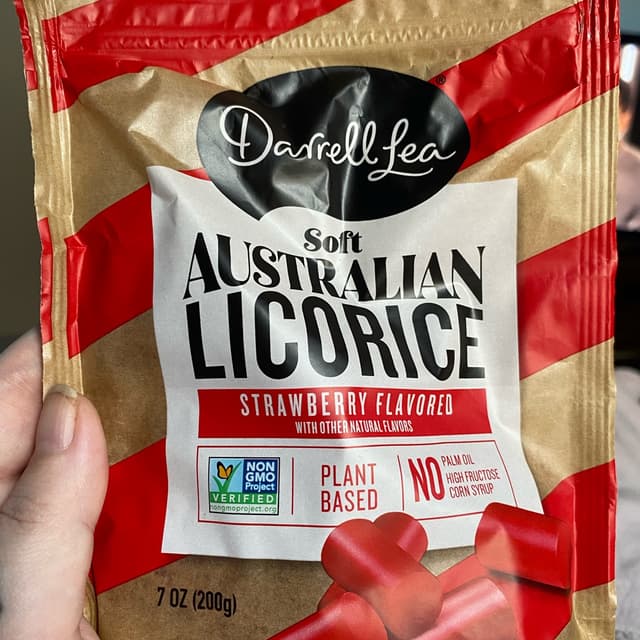 Darrell Lea
®
Soft
AUSTRALIAN
LICORICE
STRAWBERRY FLAVORED
WITH OTHER NATURAL FLAVORS
NON
GMO
Project
VERIFIED
nongmoproject.org
PLANT
BASED
NO
PALM OIL
HIGH FRUCTOSE
CORN SYRUP
7 OZ (200g)